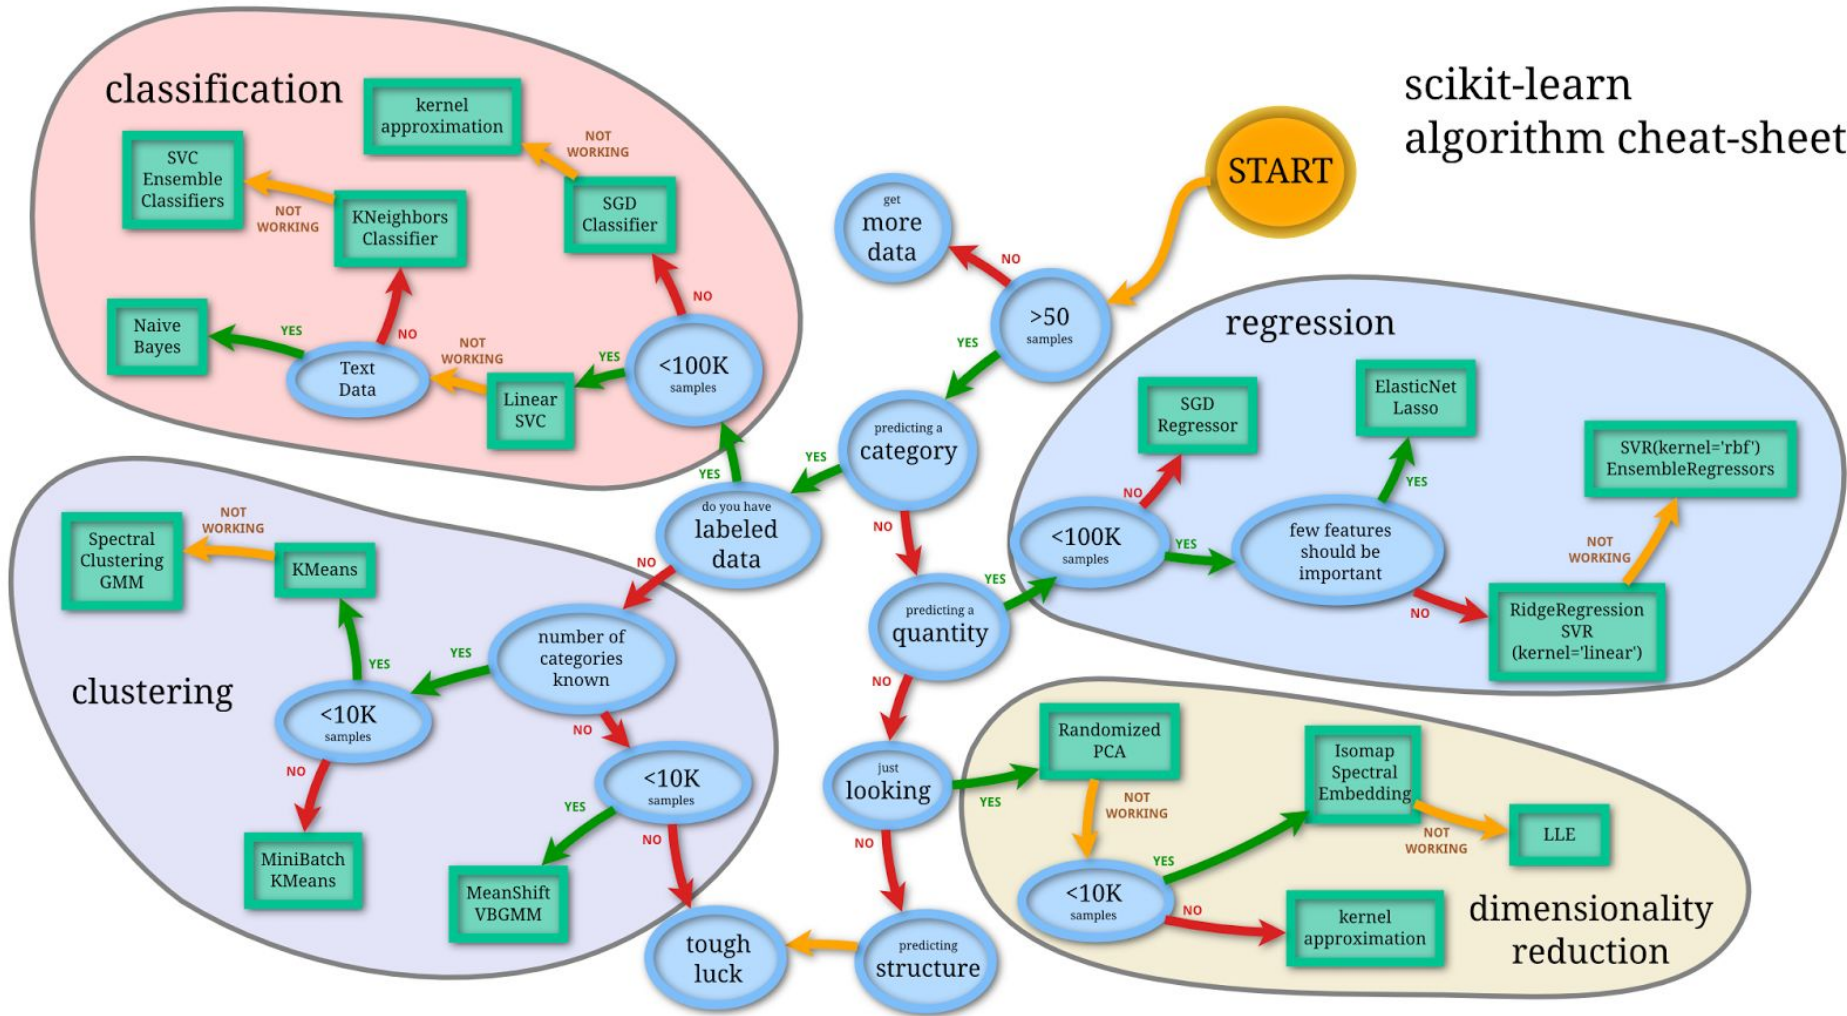 scikit-learn
algorithm cheat-sheet
START
classification
kernel
approximation
NOT
WORKING
SVC
Ensemble
Classifiers
NOT
WORKING
KNeighbors
Classifier
SGD
Classifier
NO
Naive
Bayes
YES
NO
Text
Data
NOT
WORKING
Linear
SVC
YES
<100K
samples
YES
get
more
data
NO
>50
samples
YES
predicting a
category
YES
NO
do you have
labeled
data
NO
predicting a
quantity
YES
NO
just
looking
YES
NO
predicting
structure
tough
luck
regression
SGD
Regressor
NO
<100K
samples
YES
ElasticNet
Lasso
YES
few features
should be
important
NO
SVR(kernel='rbf')
EnsembleRegressors
NOT
WORKING
RidgeRegression
SVR
(kernel='linear')
clustering
Spectral
Clustering
GMM
NOT
WORKING
KMeans
YES
number of
categories
known
YES
NO
<10K
samples
NO
MiniBatch
KMeans
<10K
samples
YES
NO
MeanShift
VBGMM
Randomized
PCA
NOT
WORKING
<10K
samples
YES
NO
Isomap
Spectral
Embedding
NOT
WORKING
LLE
kernel
approximation
dimensionality
reduction